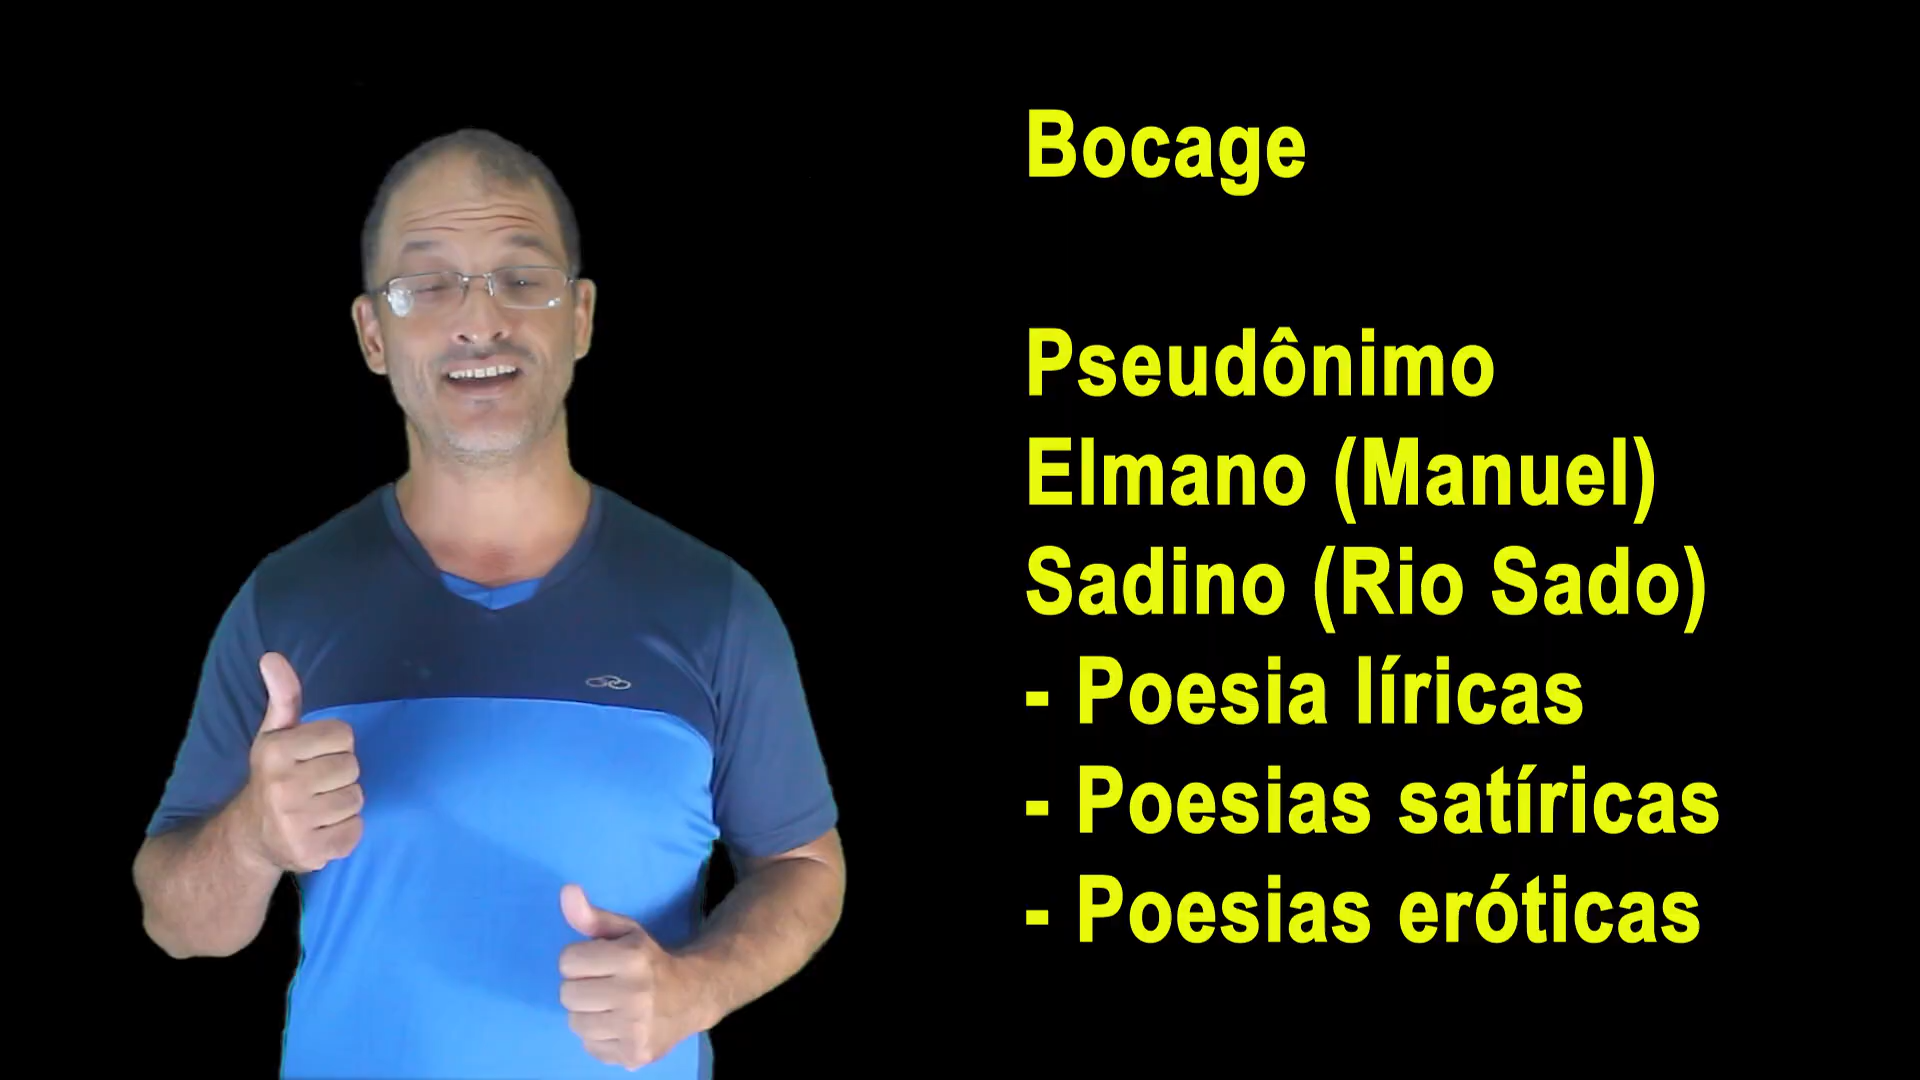 Bocage
Pseudônimo
Elmano (Manuel)
Sadino (Rio Sado)
- Poesia líricas
- Poesias satíricas
- Poesias eróticas